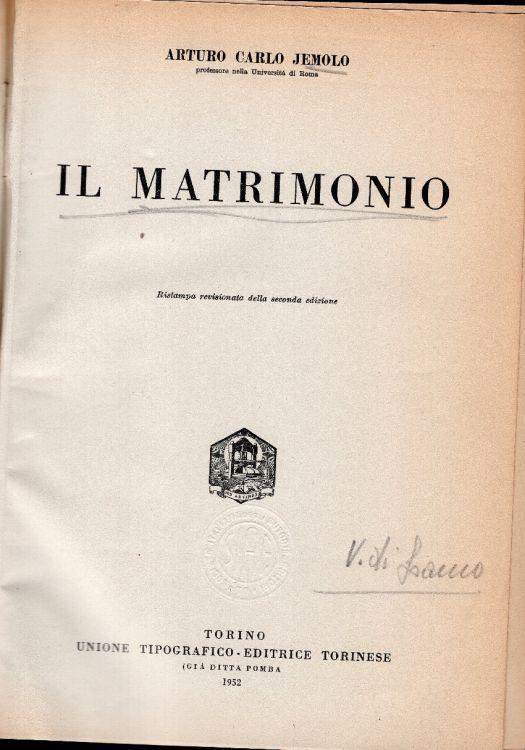 ARTURO CARLO JEMOLO
professore nella Università di Roma
IL MATRIMONIO
Ristampa revisionata della seconda edizione
V. di
TORINO
UNIONE TIPOGRAFICO-EDITRICE TORINESE
(GIÀ DITTA POMBA
1952